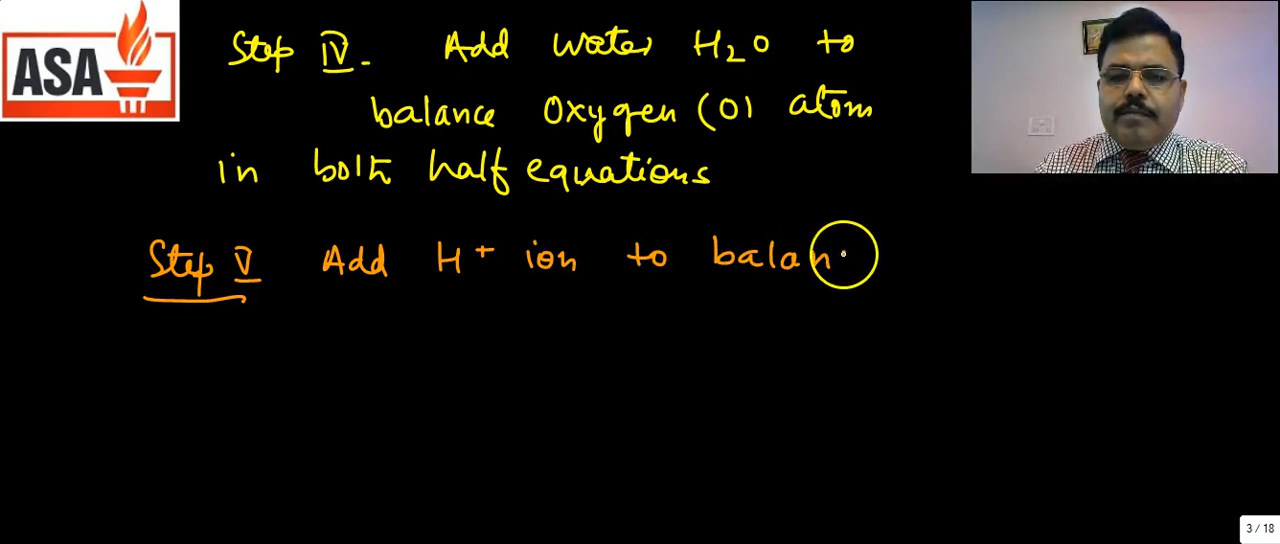 ASA
Step IV. Add water H2O to
balance Oxygen (O) atom
in both half equations
Step V Add H+ ion to balan
3 / 18